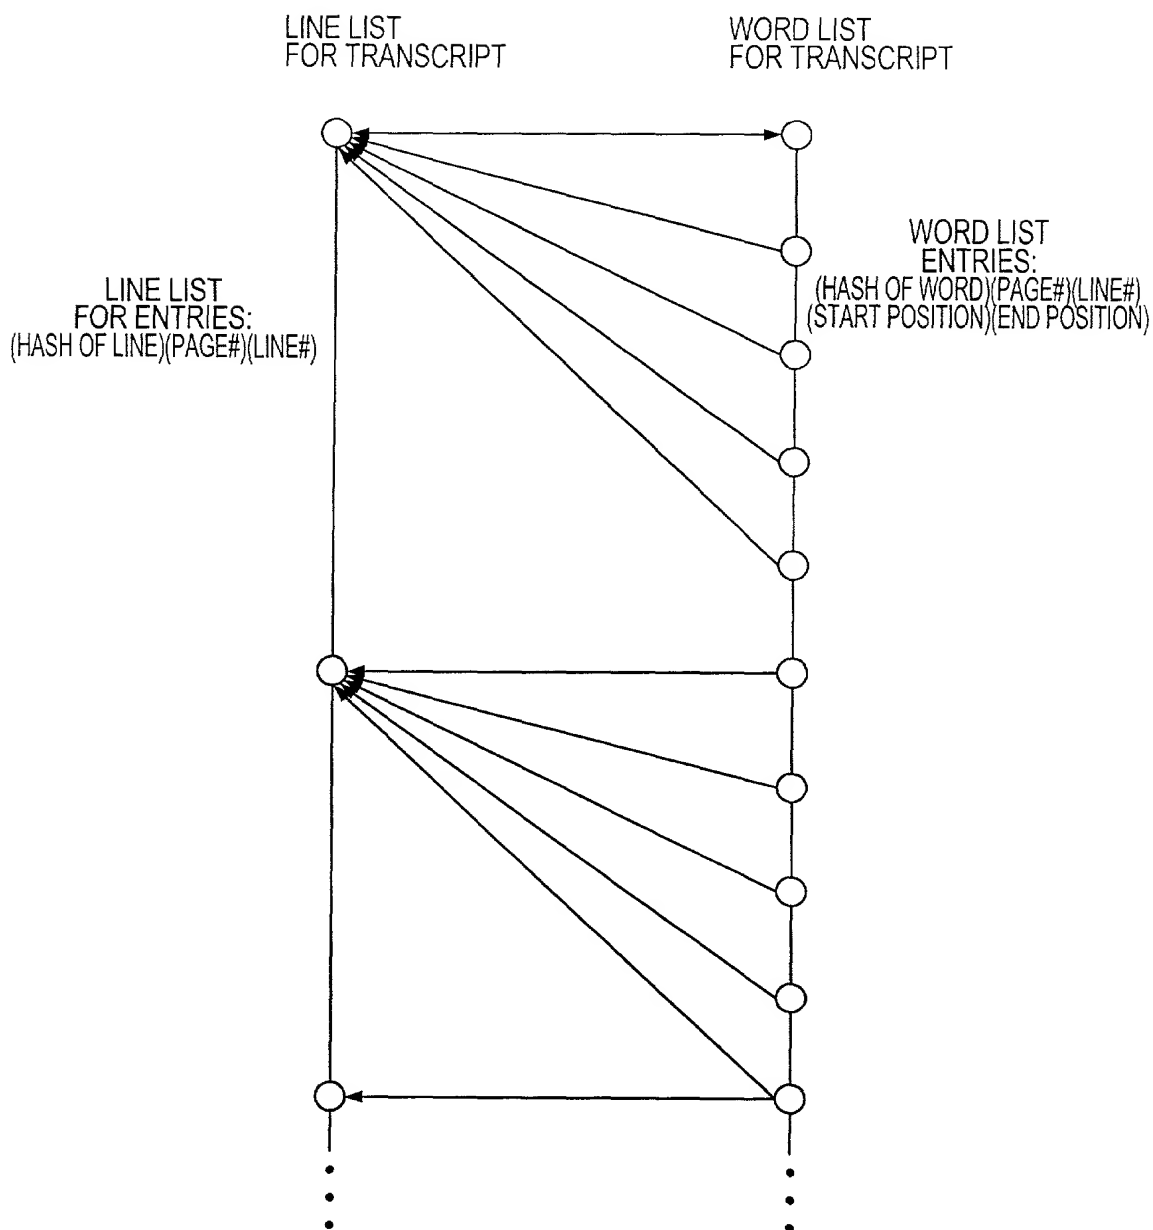 LINE LIST
FOR TRANSCRIPT
WORD LIST
FOR TRANSCRIPT
WORD LIST
ENTRIES:
(HASH OF WORD)(PAGE#)(LINE#)
(START POSITION)(END POSITION)
LINE LIST
FOR ENTRIES:
(HASH OF LINE)(PAGE#)(LINE#)